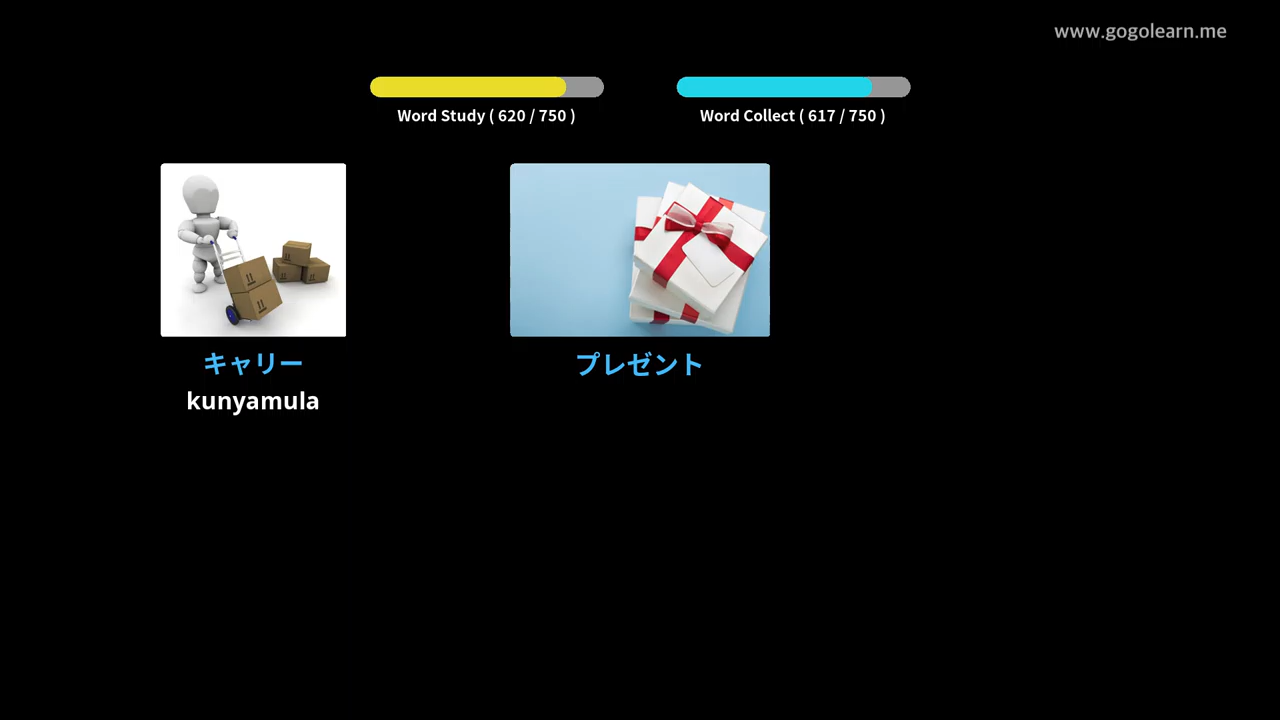 www.gogolearn.me
Word Study ( 620 / 750 )
Word Collect ( 617 / 750 )
キャリー
kunyamula
プレゼント